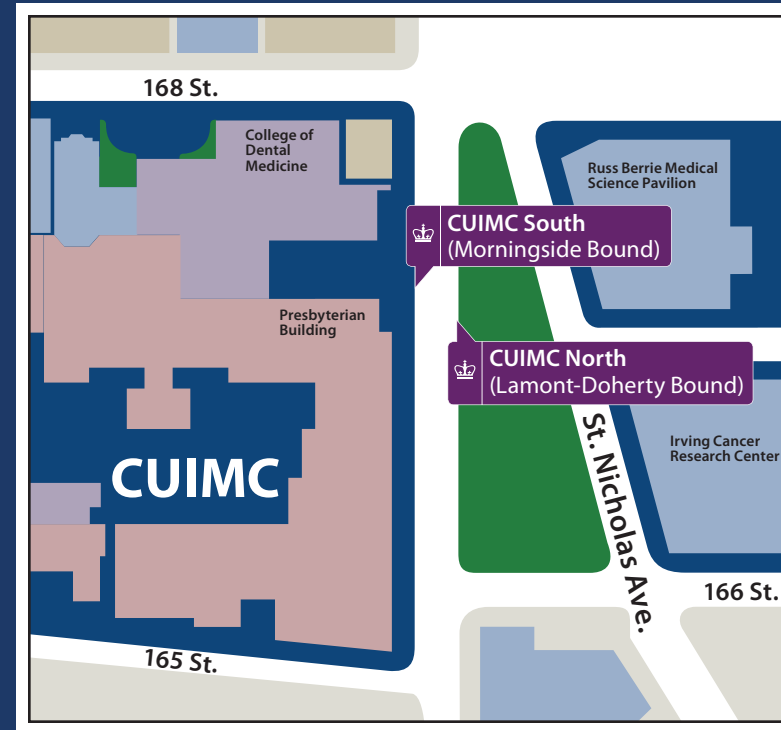 168 St.
College of
Dental
Medicine
Russ Berrie Medical
Science Pavilion
CUIMC South
(Morningside Bound)
Presbyterian
Building
CUIMC North
(Lamont-Doherty Bound)
St. Nicholas Ave.
Irving Cancer
Research Center
CUIMC
166 St.
165 St.